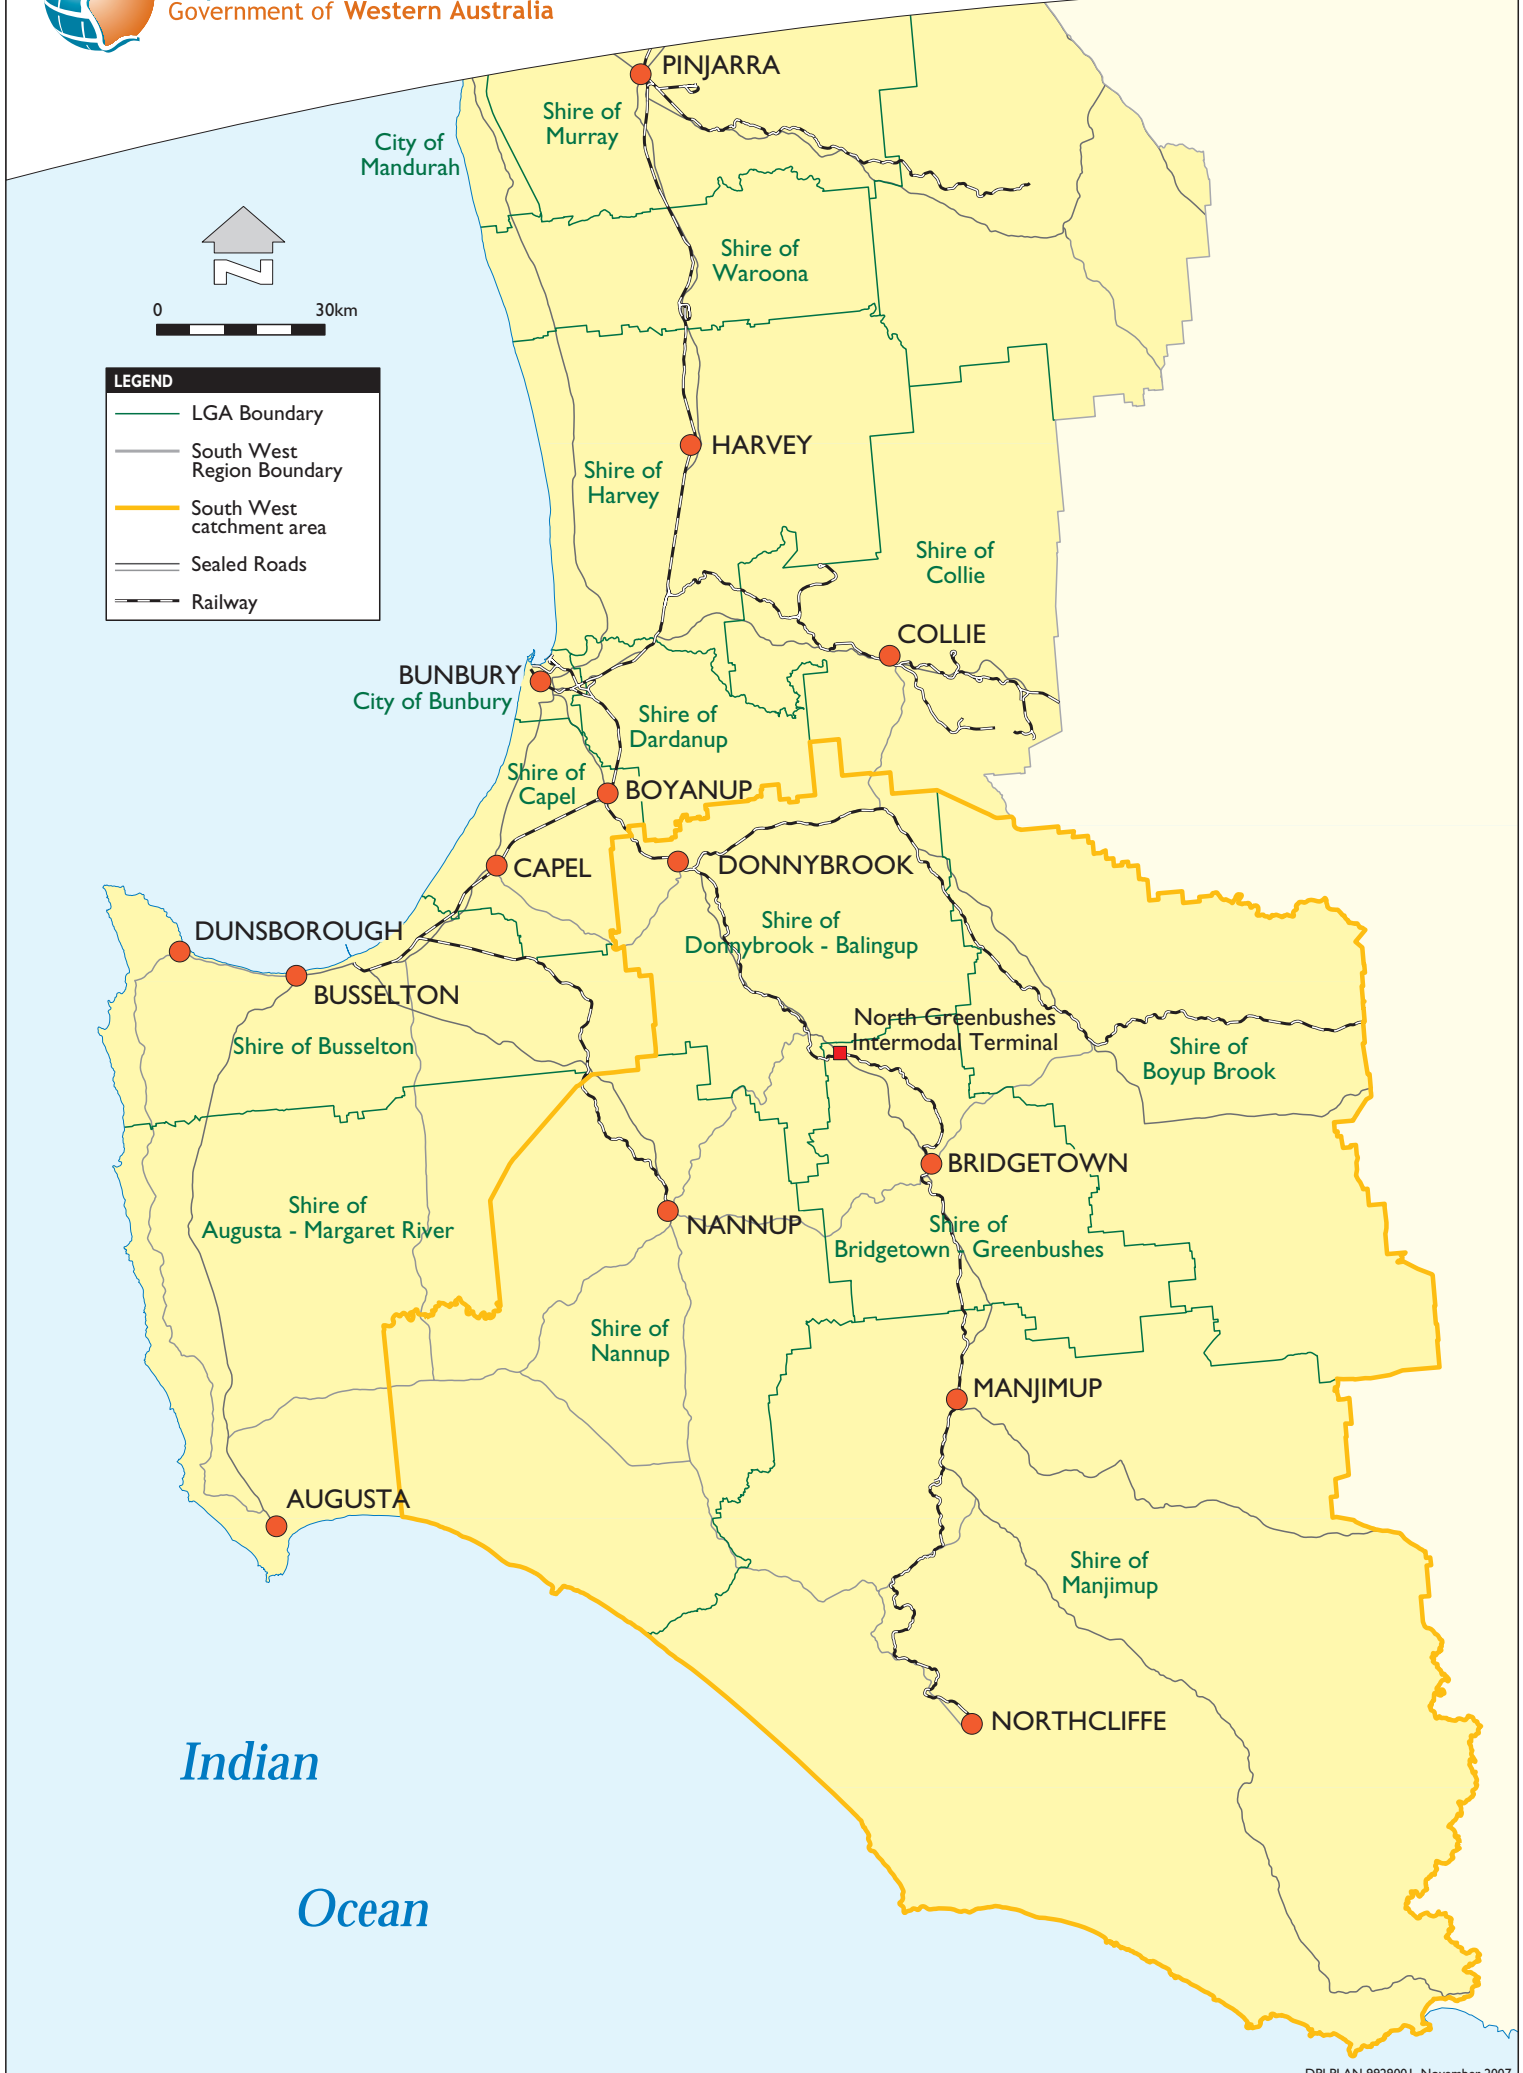 Government of Western Australia
PINJARRA
Shire of
Murray
City of
Mandurah
Shire of
Waroona
0 30km
LEGEND
LGA Boundary
South West
Region Boundary
South West
catchment area
Sealed Roads
Railway
HARVEY
Shire of
Harvey
Shire of
Collie
COLLIE
BUNBURY
City of Bunbury
Shire of
Dardanup
Shire of
Capel
BOYANUP
CAPEL
DONNYBROOK
Shire of
Donnybrook - Balingup
DUNSBOROUGH
BUSSELTON
Shire of Busselton
North Greenbushes
Intermodal Terminal
Shire of
Boyup Brook
BRIDGETOWN
Shire of
Augusta - Margaret River
NANNUP
Shire of
Bridgetown - Greenbushes
Shire of
Nannup
MANJIMUP
AUGUSTA
Shire of
Manjimup
NORTHCLIFFE
Indian
Ocean